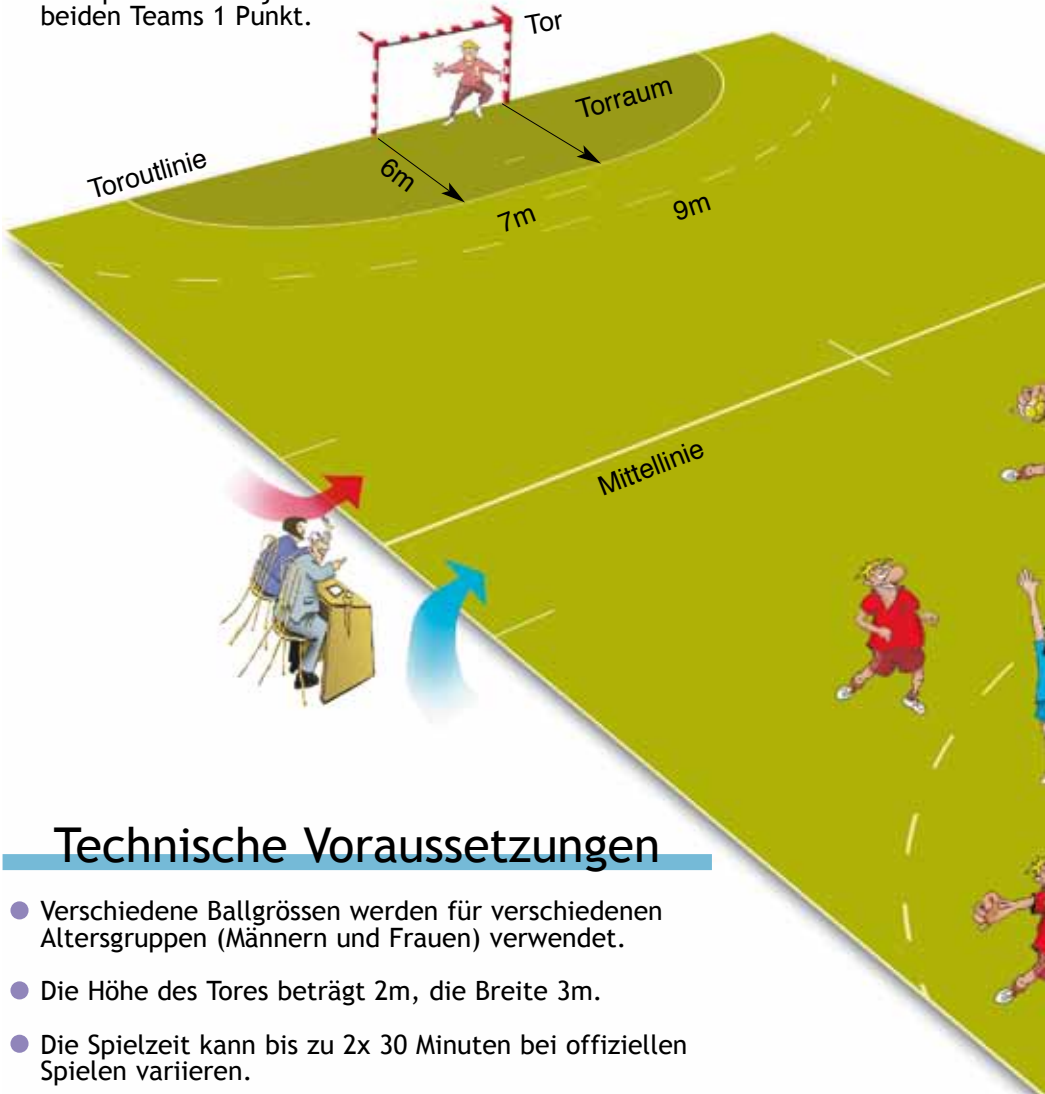 beiden Teams 1 Punkt.
Tor
Torraum
Toroutlinie
6m
7m
9m
Mittellinie
Technische Voraussetzungen
● Verschiedene Ballgrössen werden für verschiedenen
Altersgruppen (Männern und Frauen) verwendet.
● Die Höhe des Tores beträgt 2m, die Breite 3m.
● Die Spielzeit kann bis zu 2x 30 Minuten bei offiziellen
Spielen variieren.